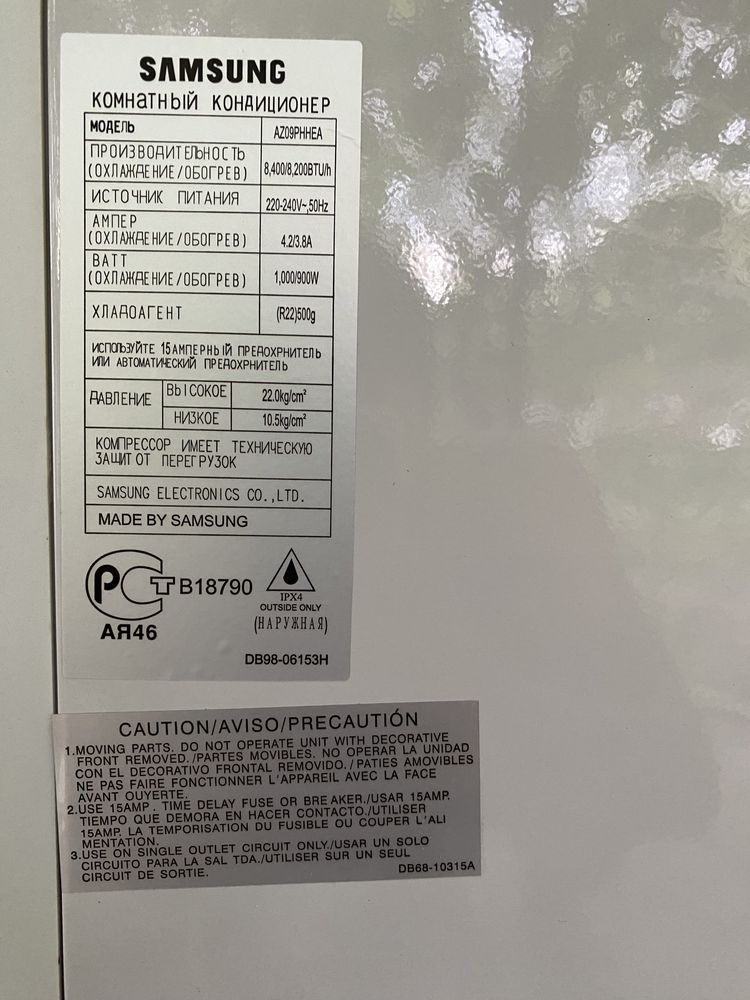 SAMSUNG
КОМНАТНЫЙ КОНДИЦИОНЕР
МОДЕЛЬ AZ09PHHEA
ПРОИЗВОДИТЕЛЬНОСТЬ
(ОХЛАЖДЕНИЕ/ОБОГРЕВ) 8,400/8,200BTU/h
ИСТОЧНИК ПИТАНИЯ 220-240V~,50Hz
АМПЕР
(ОХЛАЖДЕНИЕ/ОБОГРЕВ) 4.2/3.8A
ВАТТ
(ОХЛАЖДЕНИЕ/ОБОГРЕВ) 1,000/900W
ХЛАДОАГЕНТ (R22)500g
ИСПОЛЬЗУЙТЕ 15 АМПЕРНЫЙ ПРЕДОХРНИТЕЛЬ
ИЛИ АВТОМАТИЧЕСКИЙ ПРЕДОХРНИТЕЛЬ
ДАВЛЕНИЕ ВЫСОКОЕ 22.0kg/cm²
НИЗКОЕ 10.5kg/cm²
КОМПРЕССОР ИМЕЕТ ТЕХНИЧЕСКУЮ
ЗАЩИТ ОТ ПЕРЕГРУЗОК
SAMSUNG ELECTRONICS CO.,LTD.
MADE BY SAMSUNG
РСТ B18790
АЯ46
IPX4
OUTSIDE ONLY
(НАРУЖНАЯ)
DB98-06153H
CAUTION/AVISO/PRECAUTIÓN
1.MOVING PARTS. DO NOT OPERATE UNIT WITH DECORATIVE
FRONT REMOVED./PARTES MOVIBLES. NO OPERAR LA UNIDAD
CON EL DECORATIVO FRONTAL REMOVIDO./PATIES AMOVIBLES
NE PAS FAIRE FONCTIONNER L'APPAREIL AVEC LA FACE
AVANT OUYERTE.
2.USE 15AMP. TIME DELAY FUSE OR BREAKER./USAR 15AMP.
TIEMPO QUE DEMORA EN HACER CONTACTO./UTILISER
15AMP. LA TEMPORISATION DU FUSIBLE OU COUPER L'ALI
MENTATION.
3.USE ON SINGLE OUTLET CIRCUIT ONLY./USAR UN SOLO
CIRCUITO PARA LA SAL TDA./UTILISER SUR UN SEUL
CIRCUIT DE SORTIE.
DB68-10315A